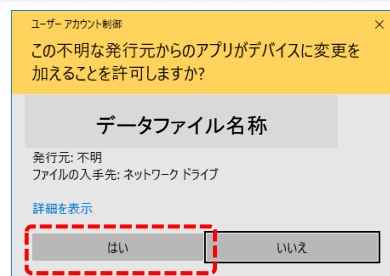 ユーザー アカウント制御
×
この不明な発行元からのアプリがデバイスに変更を
加えることを許可しますか?
データファイル名称
発行元: 不明
ファイルの入手先: ネットワーク ドライブ
詳細を表示
はい
いいえ